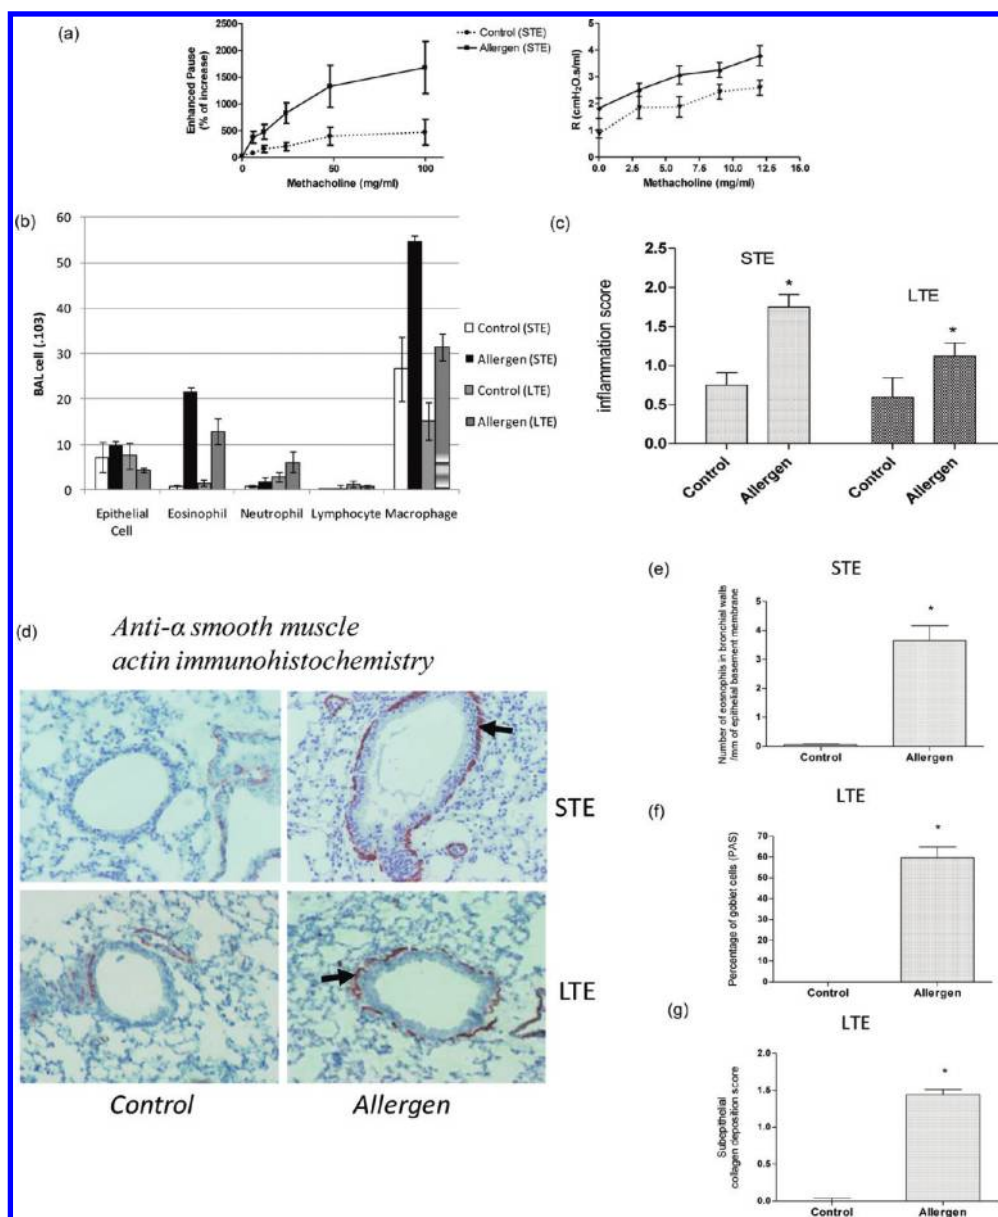 (a)
Enhanced Pause
(% of increase)
2500
2000
1500
1000
500
0
0
50
100
Methacholine (mg/ml)
Control (STE)
Allergen (STE)
R (cmH₂O.s/ml)
5
4
3
2
1
0
0.0
2.5
5.0
7.5
10.0
12.5
15.0
Methacholine (mg/ml)
(b)
BAL cell (.103)
60
50
40
30
20
10
0
Epithelial Cell
Eosinophil
Neutrophil
Lymphocyte
Macrophage
Control (STE)
Allergen (STE)
Control (LTE)
Allergen (LTE)
(c)
inflammation score
2.5
2.0
1.5
1.0
0.5
0.0
STE
*
LTE
*
Control
Allergen
Control
Allergen
(d)
Anti-α smooth muscle
actin immunohistochemistry
STE
LTE
Control
Allergen
(e)
STE
Number of eosnophils in bronchial walls
/mm of epithelial basement membrane
5
4
3
2
1
0
*
Control
Allergen
(f)
LTE
Percentage of goblet cells (PAS)
70
60
50
40
30
20
10
0
*
Control
Allergen
(g)
LTE
Subepithelial
collagen deposition score
2.0
1.5
1.0
0.5
0.0
*
Control
Allergen